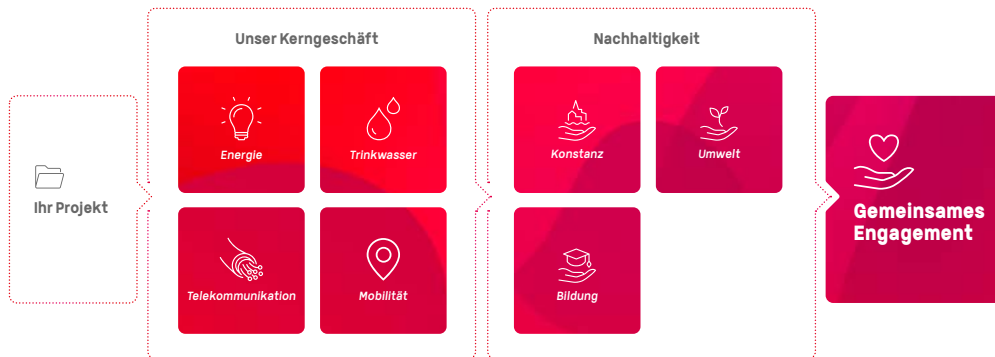 Ihr Projekt
Unser Kerngeschäft
Energie
Trinkwasser
Telekommunikation
Mobilität
Nachhaltigkeit
Konstanz
Umwelt
Bildung
Gemeinsames
Engagement